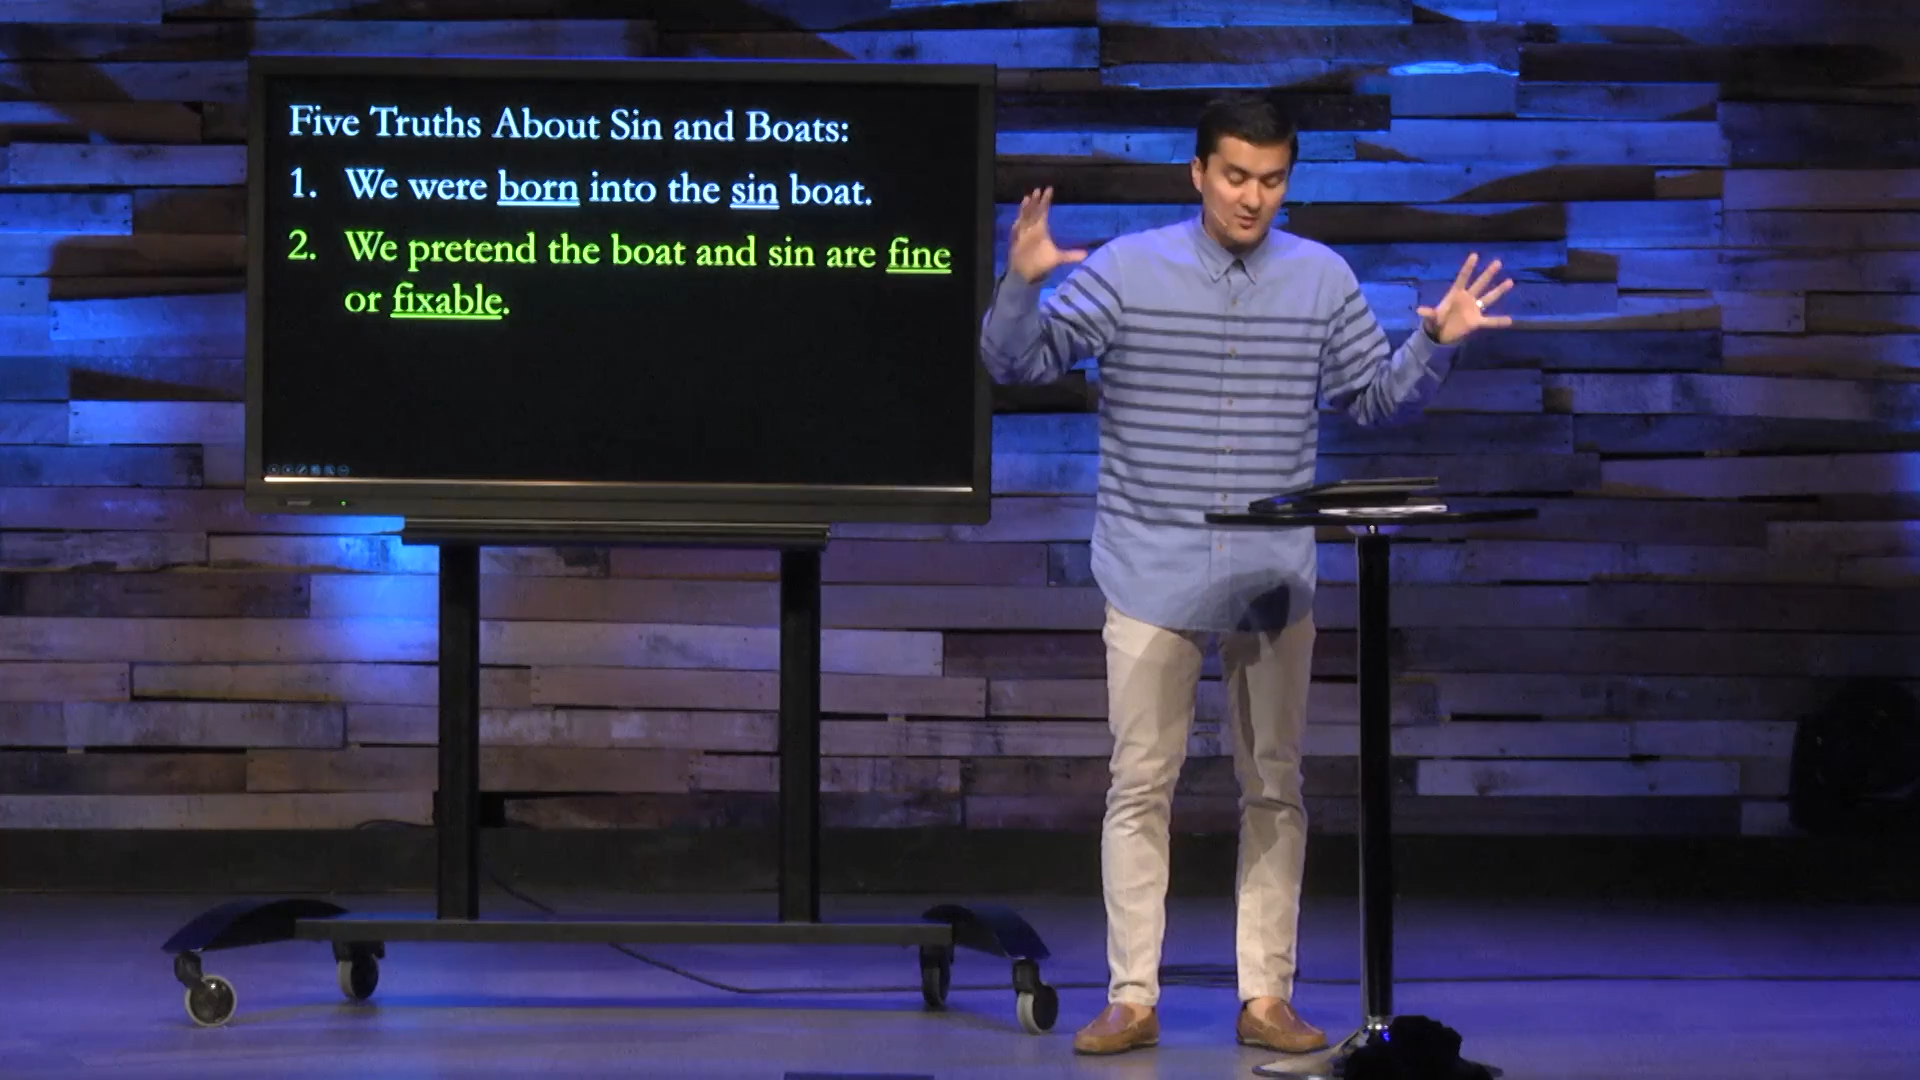 Five Truths About Sin and Boats:
1. We were born into the sin boat.
2. We pretend the boat and sin are fine
or fixable.